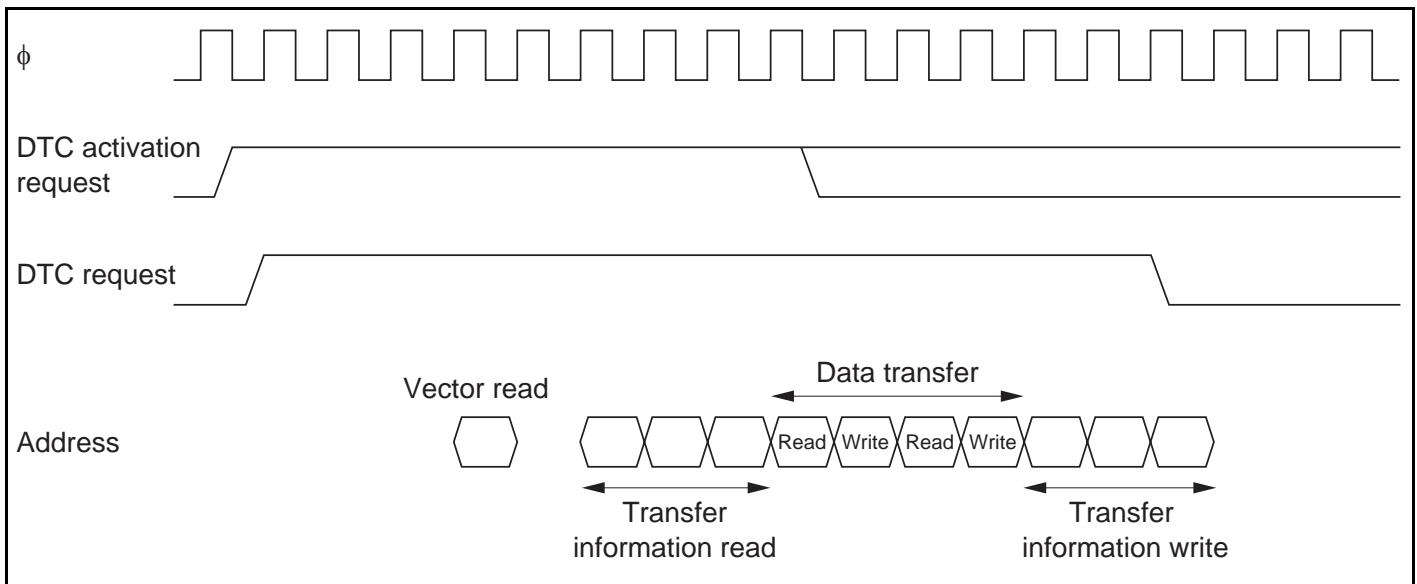 ϕ
DTC activation
request
DTC request
Data transfer
Vector read
Address
Read Write Read Write
Transfer
information read
Transfer
information write